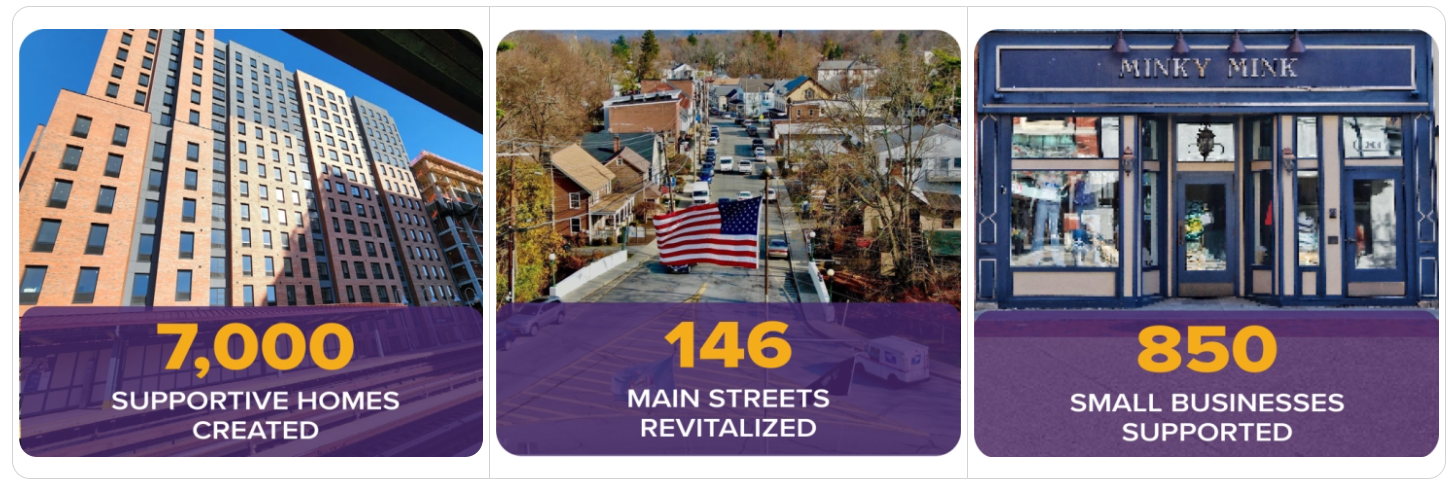 MINKY MINK
7,000
SUPPORTIVE HOMES
CREATED
146
MAIN STREETS
REVITALIZED
850
SMALL BUSINESSES
SUPPORTED